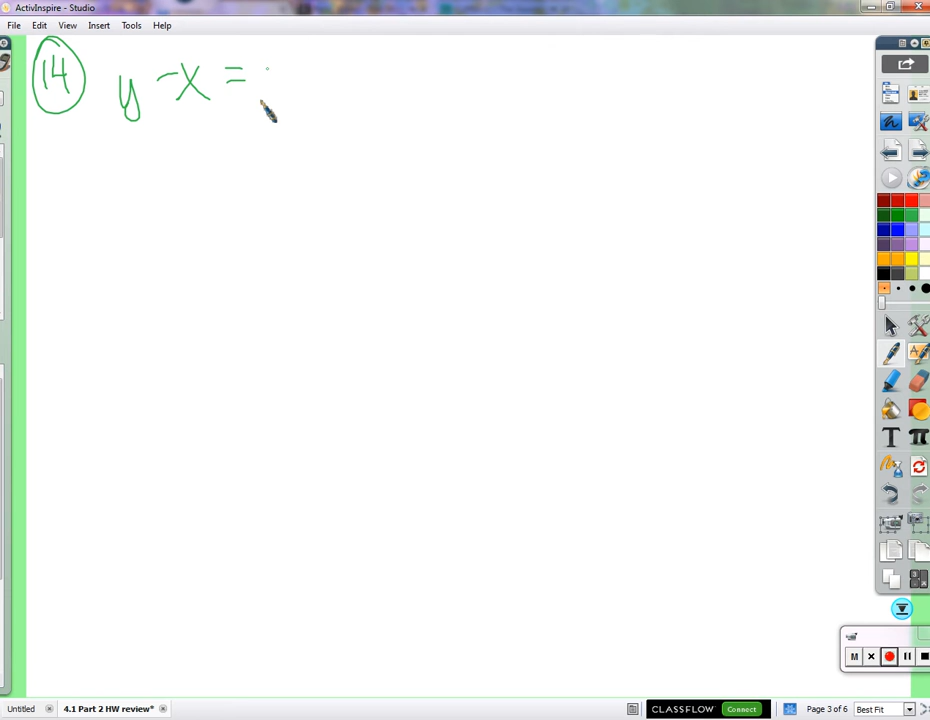 ActivInspire - Studio
File Edit View Insert Tools Help
14 y - x =
M
Untitled 4.1 Part 2 HW review* CLASSFLOW Connect Page 3 of 6 Best Fit